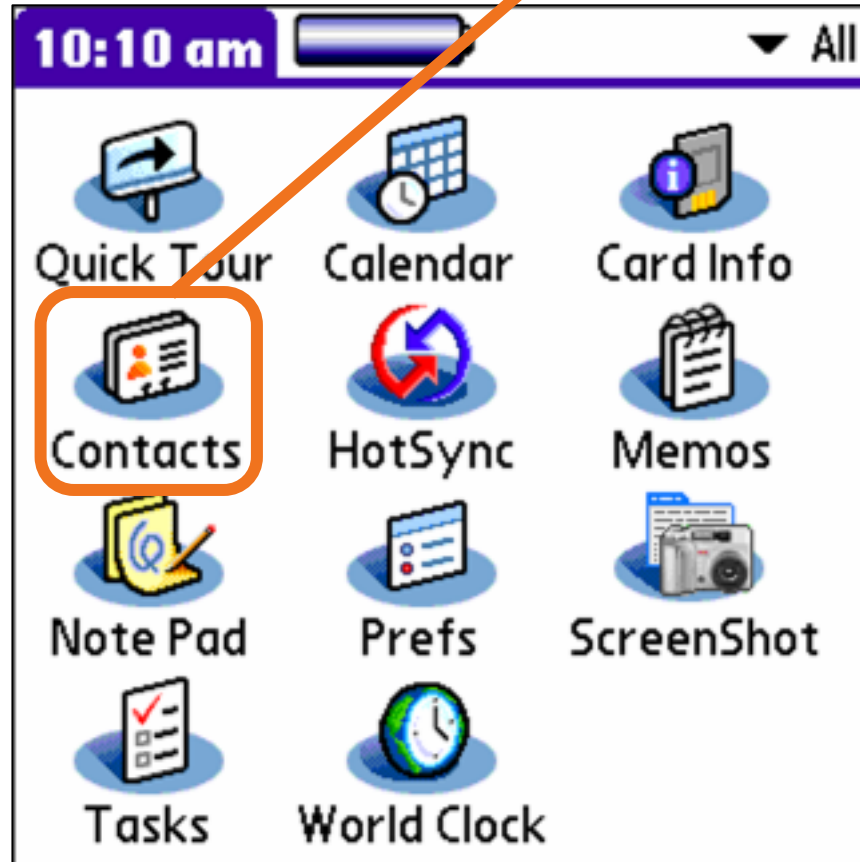 10:10 am All
Quick Tour Calendar Card Info
Contacts HotSync Memos
Note Pad Prefs ScreenShot
Tasks World Clock